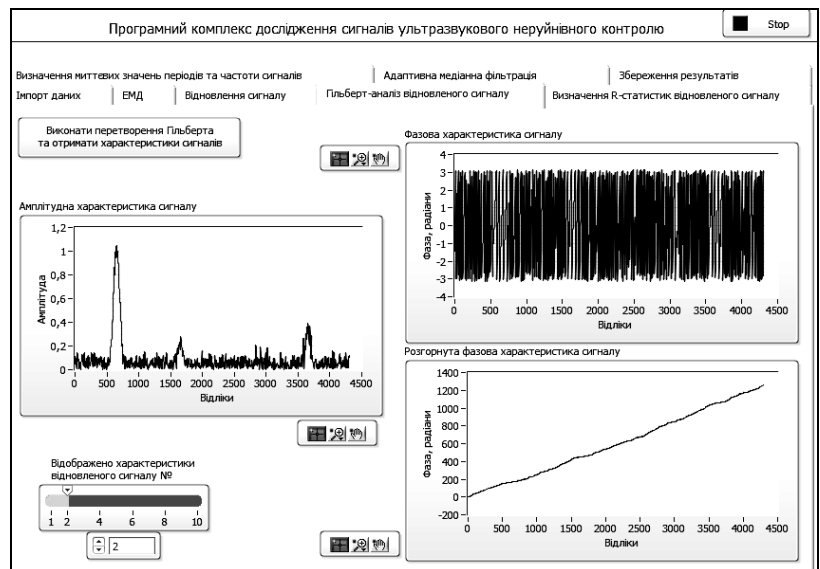 Програмний комплекс дослідження сигналів ультразвукового неруйнівного контролю
Stop
Визначення миттєвих значень періодів та частоти сигналів
Адаптивна медіанна фільтрація
Збереження результатів
Імпорт даних
ЕМД
Відновлення сигналу
Гільберт-аналіз відновленого сигналу
Визначення R-статистик відновленого сигналу
Виконати перетворення Гільберта
та отримати характеристики сигналів
Амплітудна характеристика сигналу
1,2
1
0,8
0,6
0,4
0,2
0
Амплітуда
0 500 1000 1500 2000 2500 3000 3500 4000 4500
Відліки
Відображено характеристики
відновленого сигналу №
1 2 4 6 8 10
2
Фазова характеристика сигналу
4
3
2
1
0
-1
-2
-3
-4
Фаза, радіани
0 500 1000 1500 2000 2500 3000 3500 4000 4500
Відліки
Розгорнута фазова характеристика сигналу
1400
1200
1000
800
600
400
200
0
-200
Фаза, радіани
0 500 1000 1500 2000 2500 3000 3500 4000 4500
Відліки